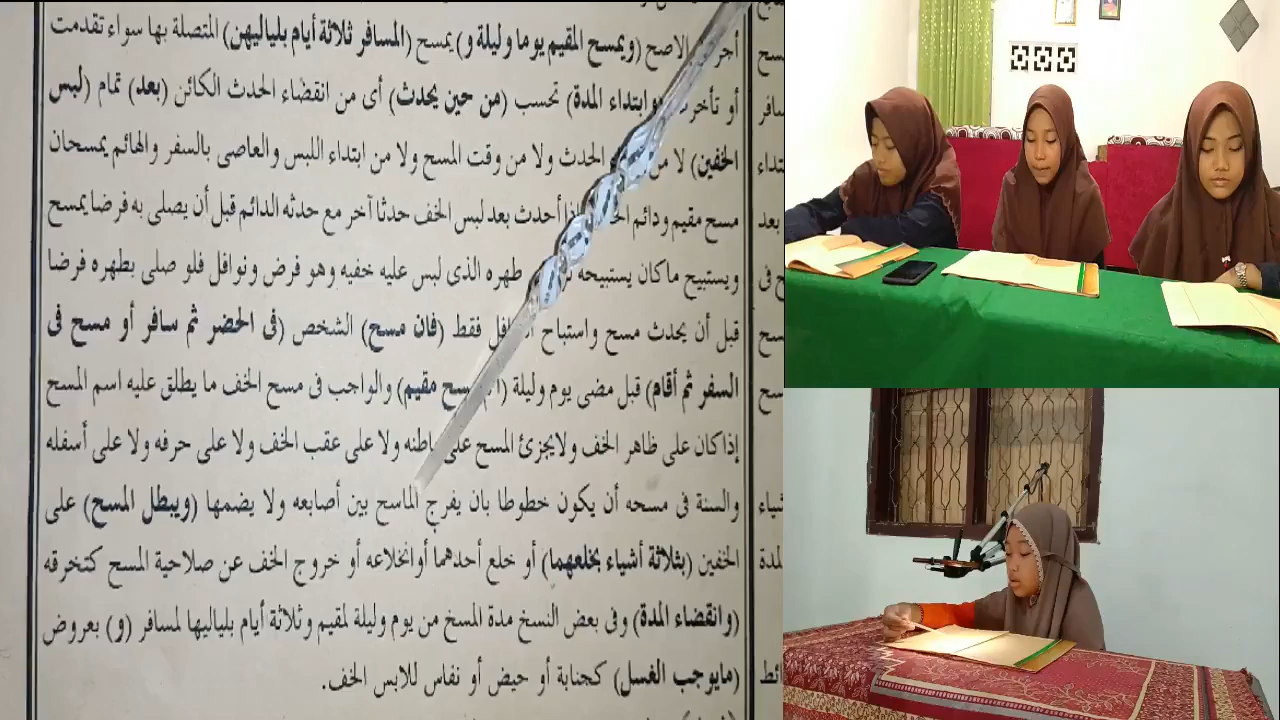 الاصح (ويمسح المقيم يوما وليلة و) يمسح (المسافر ثلاثة أيام بلياليهن) المتصلة بها سواء تقدمت
أو تأخرت (وابتداء المدة) تحسب (من حين يحدث) أى من انقضاء الحدث الكائن (بعد) تمام (لبس
الخفين) لا من الحدث ولا من وقت المسح ولا من ابتداء اللبس والعاصى بالسفر والهائم يمسحان
مسح مقيم ودائم أحدث بعد لبس الخف حدثا آخر مع حدثه الدائم قبل أن يصلى به فرضا يمسح
ويستبيح ما كان يستبيحه طهره الذى لبس عليه خفيه وهو فرض ونوافل فلو صلى بطهره فرضا
قبل أن يحدث مسح واستباح فقط (فان مسح) الشخص (فى الحضر ثم سافر أو مسح فى
السفر ثم أقام) قبل مضى يوم وليلة مسح مقيم) والواجب فى مسح الخف ما يطلق عليه اسم المسح
إذا كان على ظاهر الخف ولا يجزئ المسح على باطنه ولا على عقب الخف ولا على حرفه ولا على أسفله
والسنة فى مسحه أن يكون خطوطا بان يفرج الماسح بين أصابعه ولا يضمها (ويبطل المسح) على
الخفين (بثلاثة أشياء بخلعهما) أو خلع أحدهما أو انخلاعه أو خروج الخف عن صلاحية المسح كتخرقه
(وانقضاء المدة) وفى بعض النسخ مدة المسخ من يوم وليلة لمقيم وثلاثة أيام بلياليها لمسافر (و) بعروض
(مايوجب الغسل) كجنابة أو حيض أو نفاس للابس الخف.